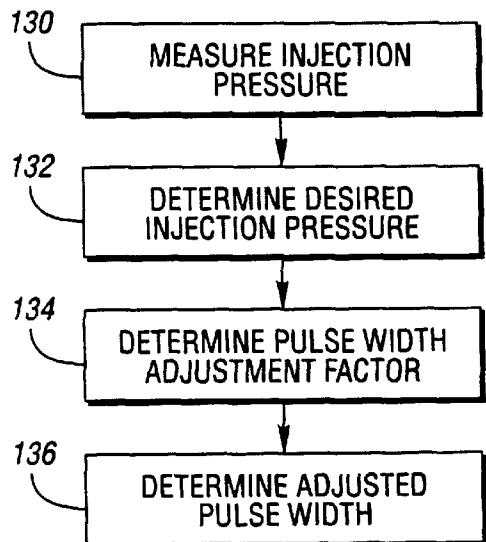 130
MEASURE INJECTION
PRESSURE
132
DETERMINE DESIRED
INJECTION PRESSURE
134
DETERMINE PULSE WIDTH
ADJUSTMENT FACTOR
136
DETERMINE ADJUSTED
PULSE WIDTH